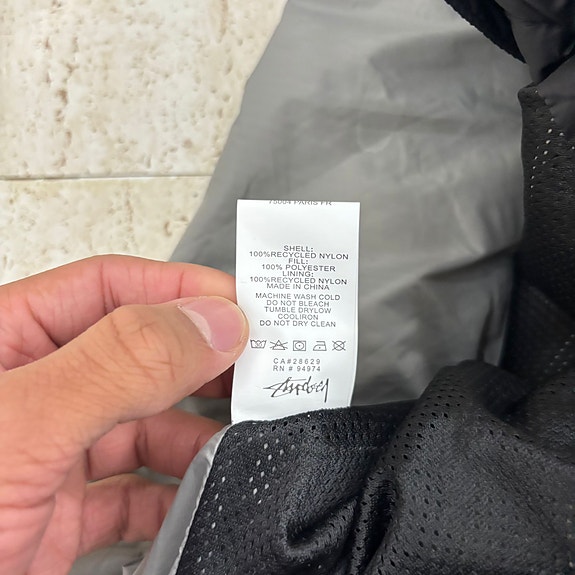 75004 PARIS FR
SHELL:
100%RECYCLED NYLON
FILL:
100% POLYESTER
LINING:
100%RECYCLED NYLON
MADE IN CHINA
MACHINE WASH COLD
DO NOT BLEACH
TUMBLE DRYLOW
COOLIRON
DO NOT DRY CLEAN
CA#28629
RN # 94974
Stüssy